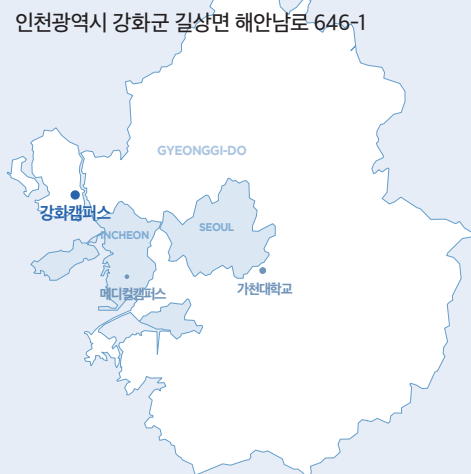 인천광역시 강화군 길상면 해안남로 646-1
GYEONGGI-DO
강화캠퍼스
SEOUL
INCHEON
가천대학교
메디컬캠퍼스